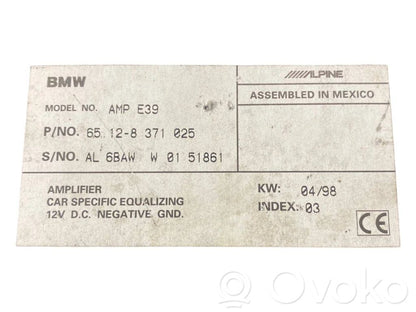 BMW
ALPINE
MODEL NO. AMP E39
ASSEMBLED IN MEXICO
P/NO. 65.12-8 371 025
S/NO. AL 6BAW W 01 51861
AMPLIFIER
CAR SPECIFIC EQUALIZING
12V D.C. NEGATIVE GND.
KW: 04/98
INDEX: 03
CE
OVOKO